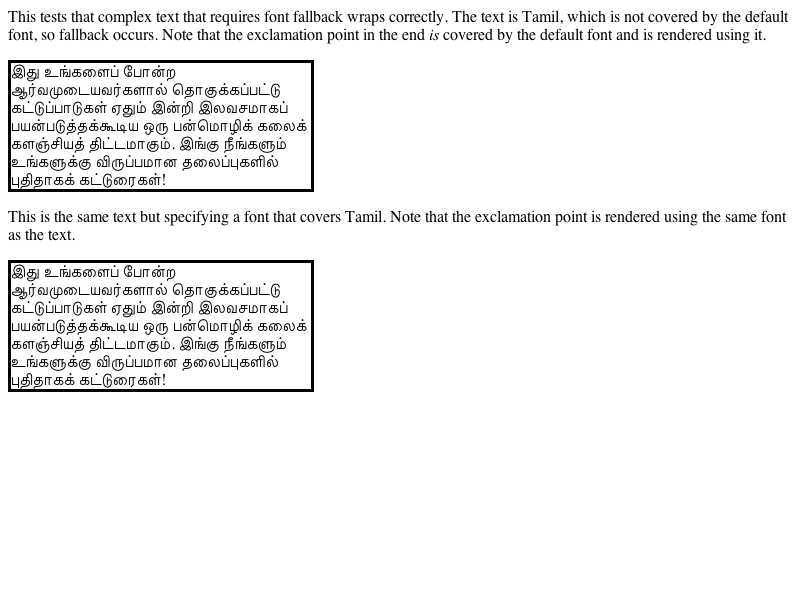 This tests that complex text that requires font fallback wraps correctly. The text is Tamil, which is not covered by the default
font, so fallback occurs. Note that the exclamation point in the end is covered by the default font and is rendered using it.
இது உங்களைப் போன்ற
ஆர்வமுடையவர்களால் தொகுக்கப்பட்டு
கட்டுப்பாடுகள் ஏதும் இன்றி இலவசமாகப்
பயன்படுத்தக்கூடிய ஒரு பன்மொழிக் கலைக்
களஞ்சியத் திட்டமாகும். இங்கு நீங்களும்
உங்களுக்கு விருப்பமான தலைப்புகளில்
புதிதாகக் கட்டுரைகள்!
This is the same text but specifying a font that covers Tamil. Note that the exclamation point is rendered using the same font
as the text.
இது உங்களைப் போன்ற
ஆர்வமுடையவர்களால் தொகுக்கப்பட்டு
கட்டுப்பாடுகள் ஏதும் இன்றி இலவசமாகப்
பயன்படுத்தக்கூடிய ஒரு பன்மொழிக் கலைக்
களஞ்சியத் திட்டமாகும். இங்கு நீங்களும்
உங்களுக்கு விருப்பமான தலைப்புகளில்
புதிதாகக் கட்டுரைகள்!